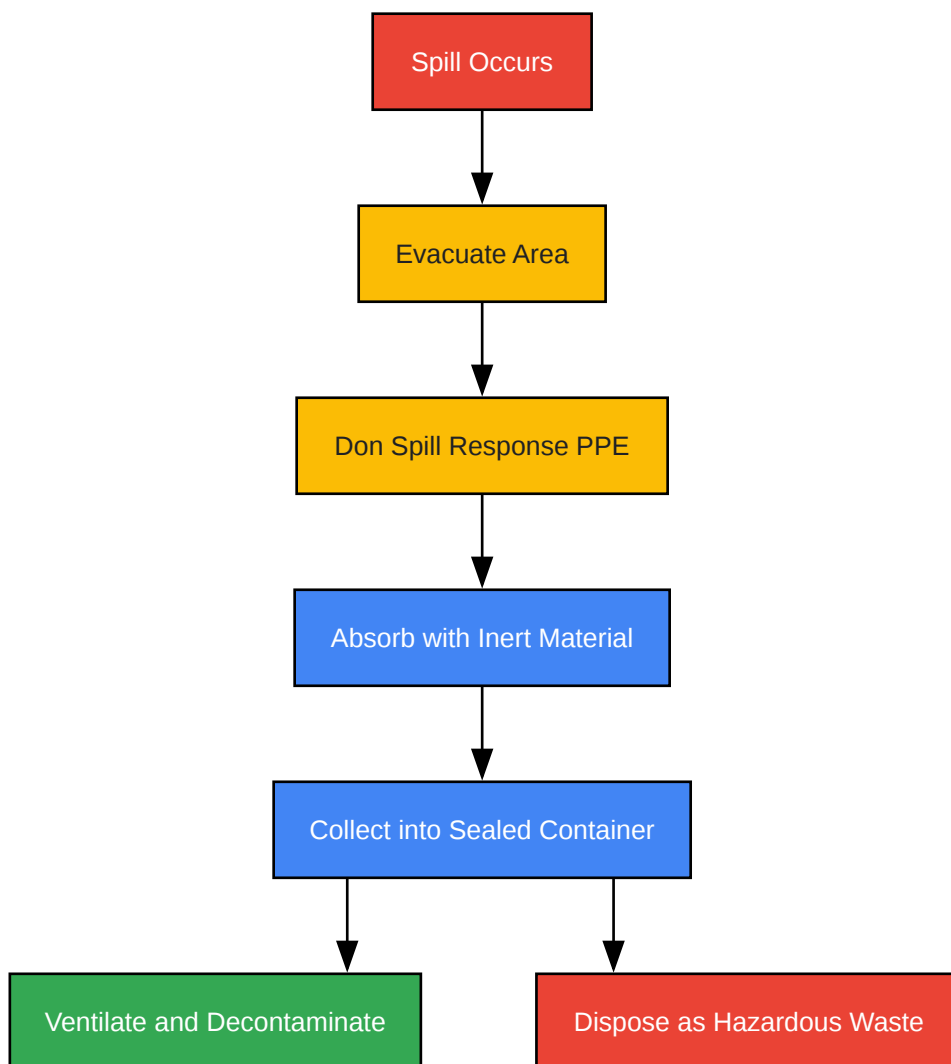 Spill Occurs
Evacuate Area
Don Spill Response PPE
Absorb with Inert Material
Collect into Sealed Container
Ventilate and Decontaminate
Dispose as Hazardous Waste